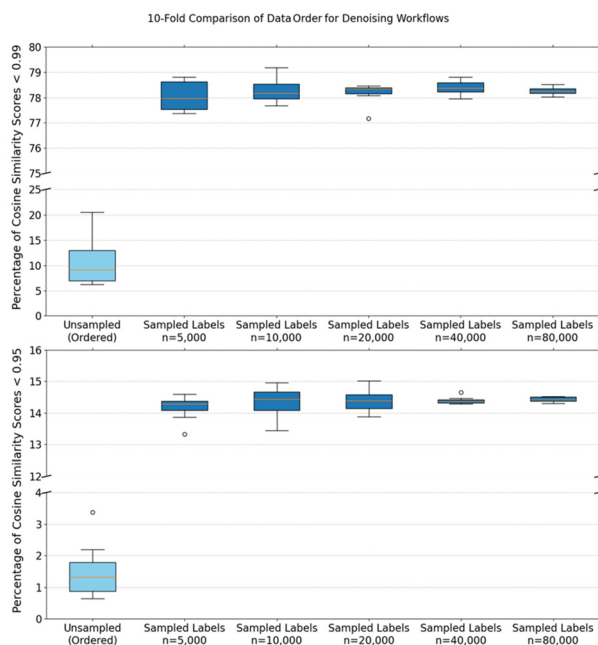 10-Fold Comparison of Data Order for Denoising Workflows
Percentage of Cosine Similarity Scores < 0.99
80
79
78
77
76
75
25
20
15
10
5
0
Unsampled
(Ordered)
Sampled Labels
n=5,000
Sampled Labels
n=10,000
Sampled Labels
n=20,000
Sampled Labels
n=40,000
Sampled Labels
n=80,000
Percentage of Cosine Similarity Scores < 0.95
16
15
14
13
12
4
3
2
1
0
Unsampled
(Ordered)
Sampled Labels
n=5,000
Sampled Labels
n=10,000
Sampled Labels
n=20,000
Sampled Labels
n=40,000
Sampled Labels
n=80,000